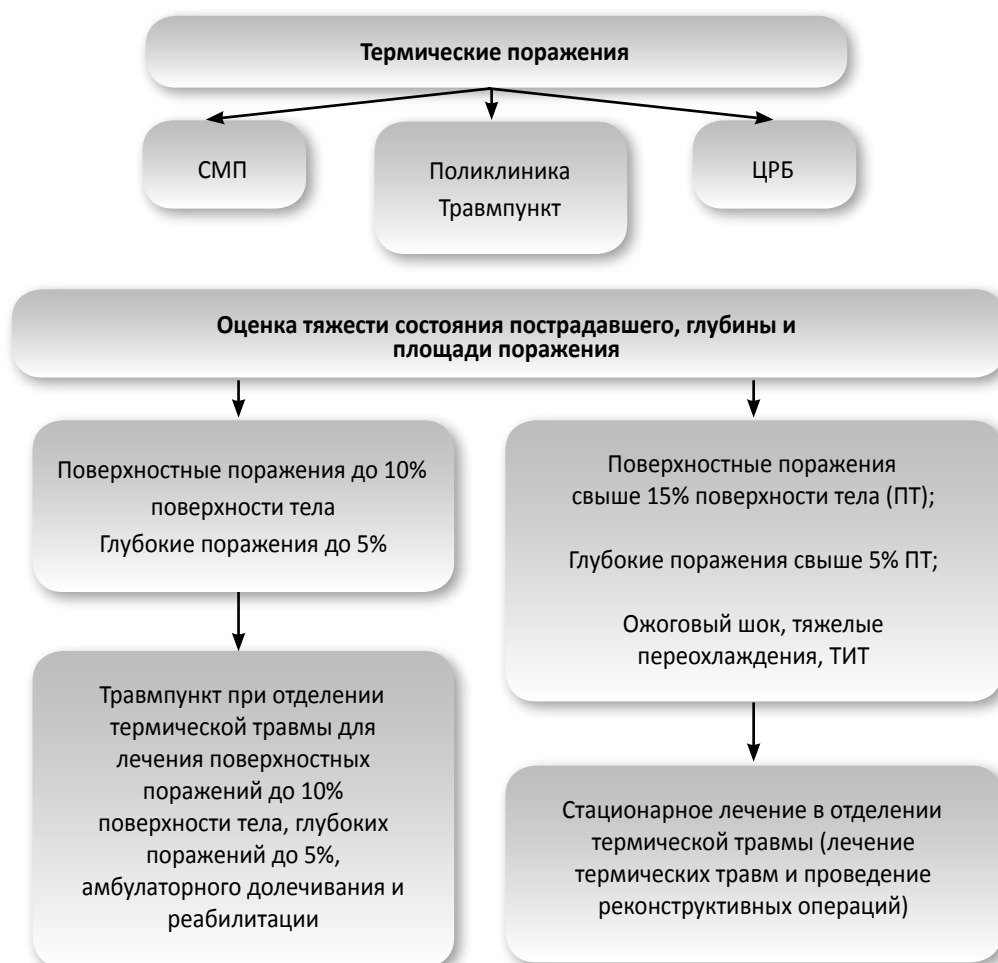 Термические поражения
СМП
Поликлиника
Травмпункт
ЦРБ
Оценка тяжести состояния пострадавшего, глубины и
площади поражения
Поверхностные поражения до 10%
поверхности тела
Глубокие поражения до 5%
Поверхностные поражения
свыше 15% поверхности тела (ПТ);
Глубокие поражения свыше 5% ПТ;
Ожоговый шок, тяжелые
переохлаждения, ТИТ
Травмпункт при отделении
термической травмы для
лечения поверхностных
поражений до 10%
поверхности тела, глубоких
поражений до 5%,
амбулаторного долечивания и
реабилитации
Стационарное лечение в отделении
термической травмы (лечение
термических травм и проведение
реконструктивных операций)